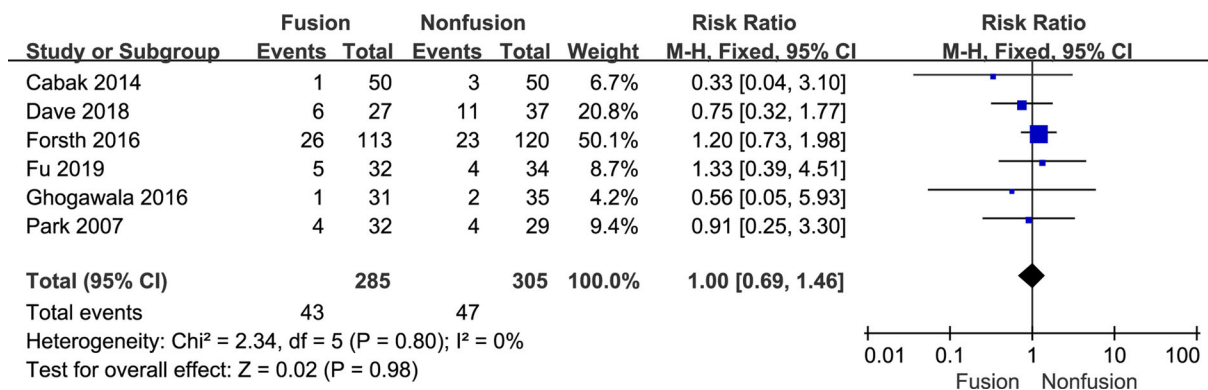 Fusion Nonfusion Risk Ratio Risk Ratio
Study or Subgroup Events Total Events Total Weight M-H, Fixed, 95% CI M-H, Fixed, 95% CI
Cabak 2014 1 50 3 50 6.7% 0.33 [0.04, 3.10]
Dave 2018 6 27 11 37 20.8% 0.75 [0.32, 1.77]
Forsth 2016 26 113 23 120 50.1% 1.20 [0.73, 1.98]
Fu 2019 5 32 4 34 8.7% 1.33 [0.39, 4.51]
Ghogawala 2016 1 31 2 35 4.2% 0.56 [0.05, 5.93]
Park 2007 4 32 4 29 9.4% 0.91 [0.25, 3.30]
Total (95% CI) 285 305 100.0% 1.00 [0.69, 1.46]
Total events 43 47
Heterogeneity: Chi² = 2.34, df = 5 (P = 0.80); I² = 0%
Test for overall effect: Z = 0.02 (P = 0.98)
0.01 0.1 1 10 100
Fusion Nonfusion